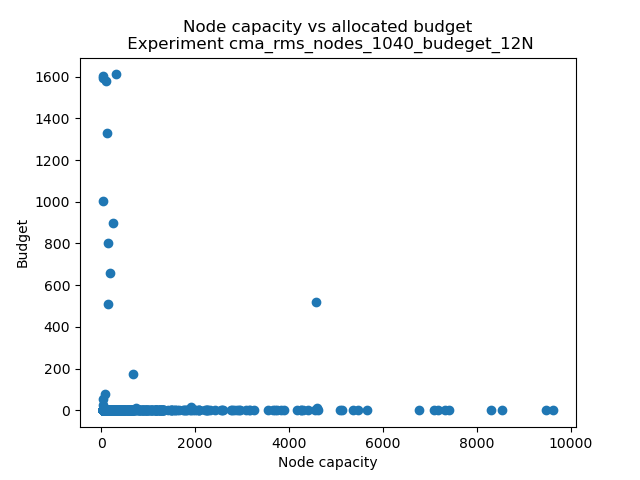 Node capacity vs allocated budget
Experiment cma_rms_nodes_1040_budeget_12N
1600
1400
1200
1000
800
600
400
200
0
Budget
0 2000 4000 6000 8000 10000
Node capacity